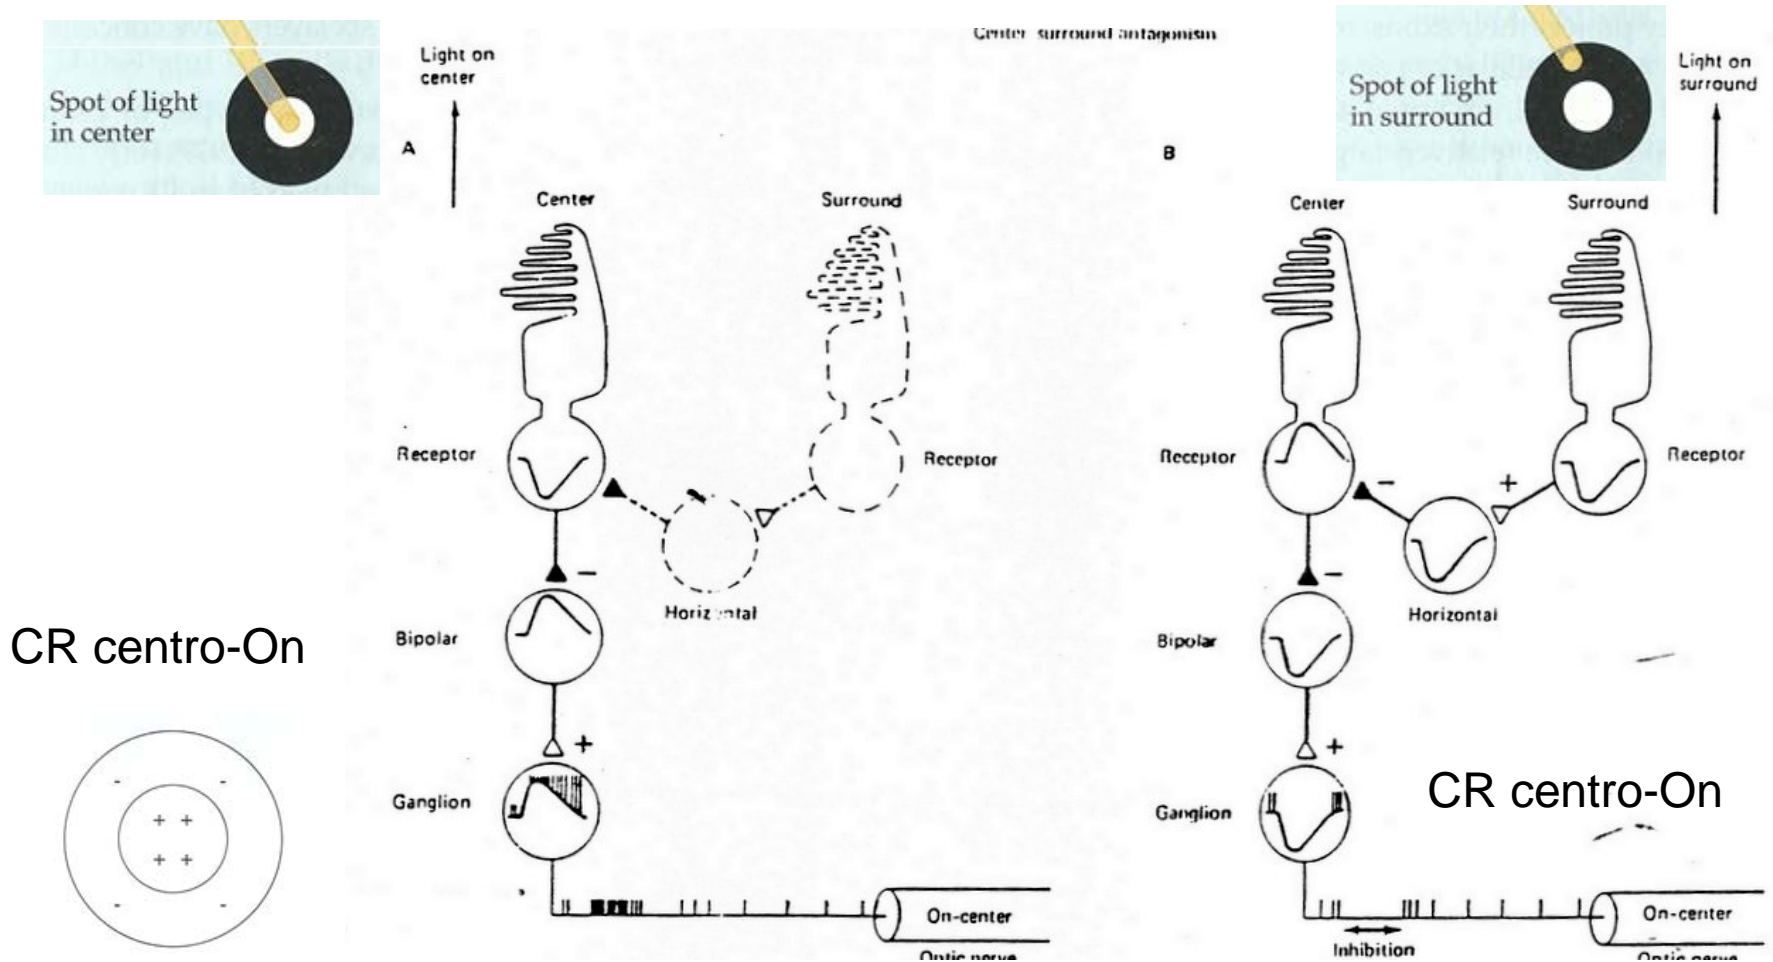 Center surround antagonism
Spot of light
in center
Light on
center
A
Center
Surround
Receptor
Receptor
-
Horizontal
Bipolar
+
Ganglion
On-center
Optic nerve
CR centro-On
- -
+ +
+ +
- -
Spot of light
in surround
Light on
surround
B
Center
Surround
Receptor
-
+
Receptor
-
Horizontal
Bipolar
+
Ganglion
CR centro-On
On-center
Inhibition
Optic nerve